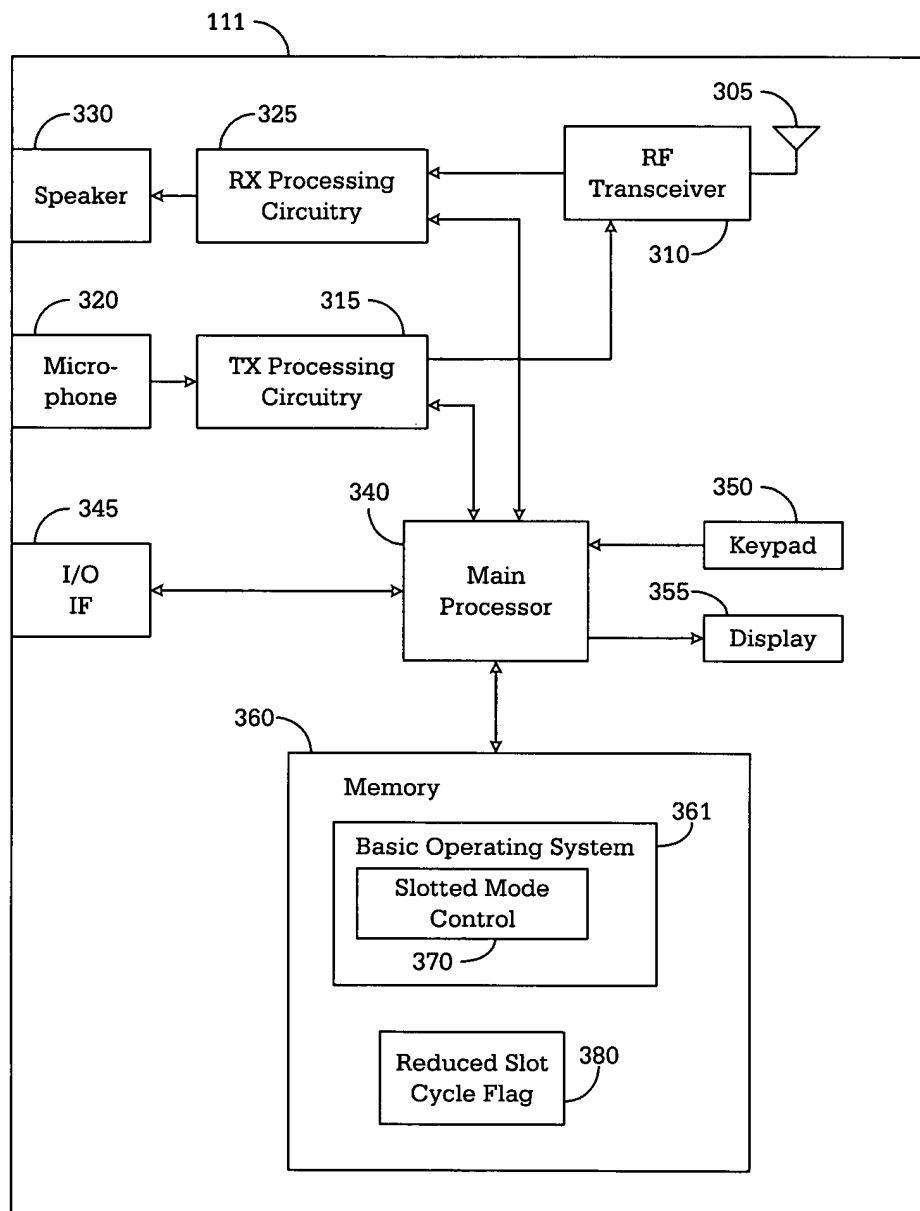 111
330
325
305
Speaker
RX Processing
Circuitry
RF
Transceiver
310
320
315
Micro-
phone
TX Processing
Circuitry
345
340
350
I/O
IF
Main
Processor
Keypad
355
Display
360
Memory
361
Basic Operating System
Slotted Mode
Control
370
Reduced Slot
Cycle Flag
380